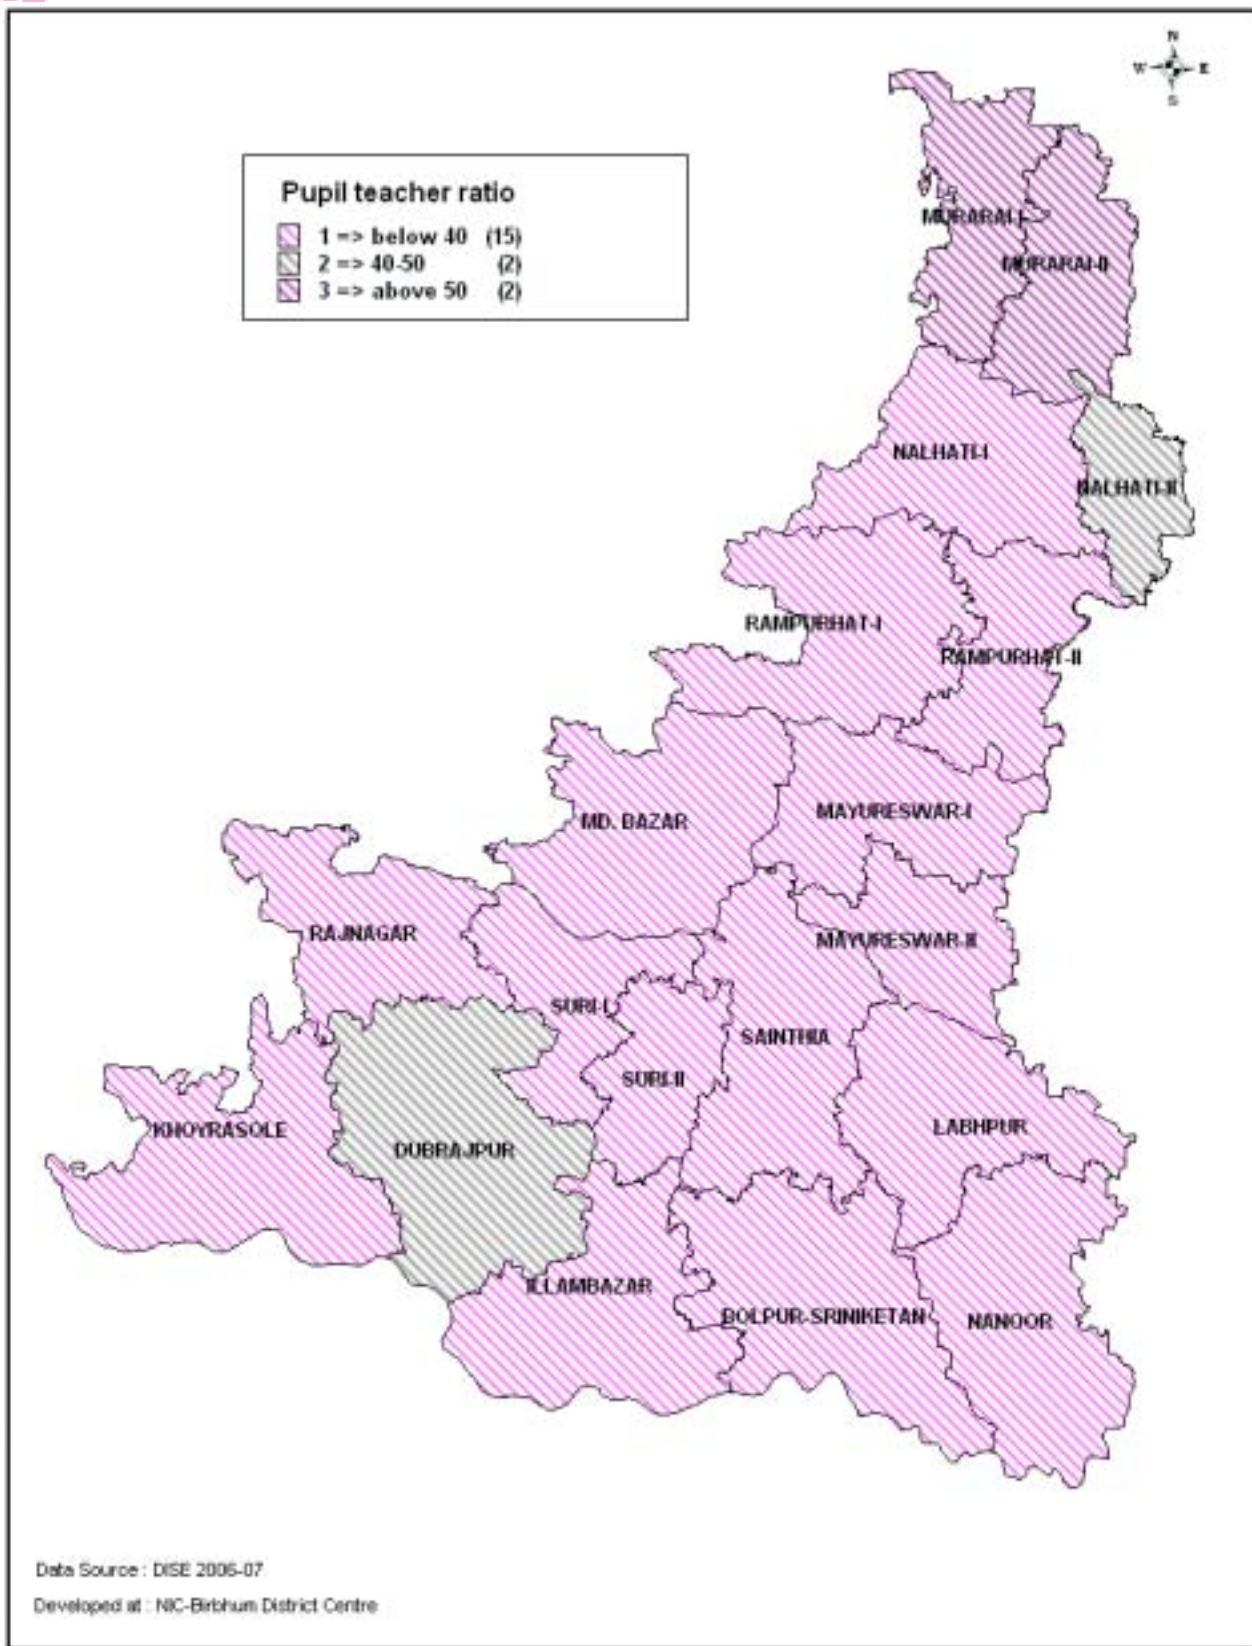 N
W E
S
Pupil teacher ratio
1 => below 40 (15)
2 => 40-50 (2)
3 => above 50 (2)
MURARAI-I
MURARAI-II
NALHATI-I
NALHATI-II
RAMPURHAT-I
RAMPURHAT-II
MD. BAZAR
MAYURESWAR-I
RAJNAGAR
MAYURESWAR-II
SURI-I
SAINTHIA
SURI-II
KHOYRASOLE
LABHPUR
DUBRAJPUR
ILLAMBAZAR
BOLPUR-SRINIKETAN
NANOOR
Data Source : DISE 2006-07
Developed at : NIC-Birbhum District Centre